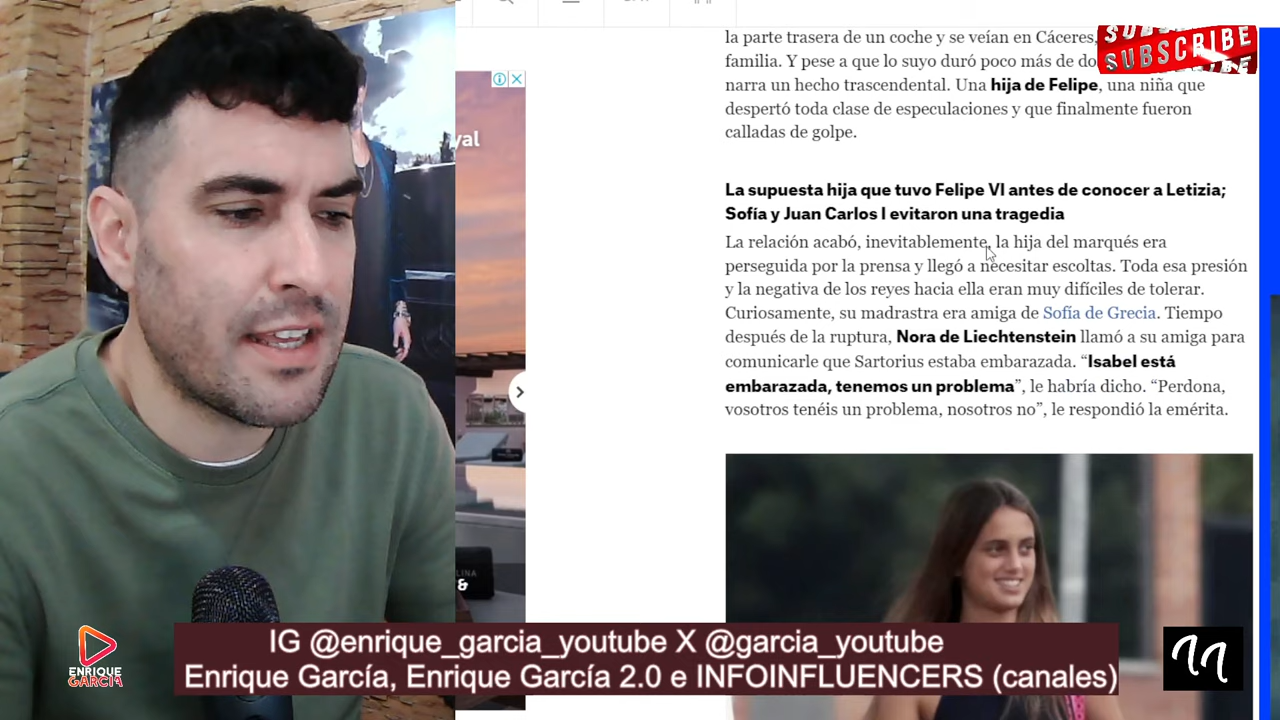 la parte trasera de un coche y se veían en Cáceres,
familia. Y pese a que lo suyo duró poco más de do
narra un hecho trascendental. Una hija de Felipe, una niña que
despertó toda clase de especulaciones y que finalmente fueron
calladas de golpe.
La supuesta hija que tuvo Felipe VI antes de conocer a Letizia;
Sofía y Juan Carlos I evitaron una tragedia
La relación acabó, inevitablemente, la hija del marqués era
perseguida por la prensa y llegó a necesitar escoltas. Toda esa presión
y la negativa de los reyes hacia ella eran muy difíciles de tolerar.
Curiosamente, su madrastra era amiga de Sofía de Grecia. Tiempo
después de la ruptura, Nora de Liechtenstein llamó a su amiga para
comunicarle que Sartorius estaba embarazada. “Isabel está
embarazada, tenemos un problema”, le habría dicho. “Perdona,
vosotros tenéis un problema, nosotros no”, le respondió la emérita.
SUBSCRIBE
yal
LINA
&
IG @enrique_garcia_youtube X @garcia_youtube
Enrique García, Enrique García 2.0 e INFOINFLUENCERS (canales)
ENRIQUE
GARCÍA